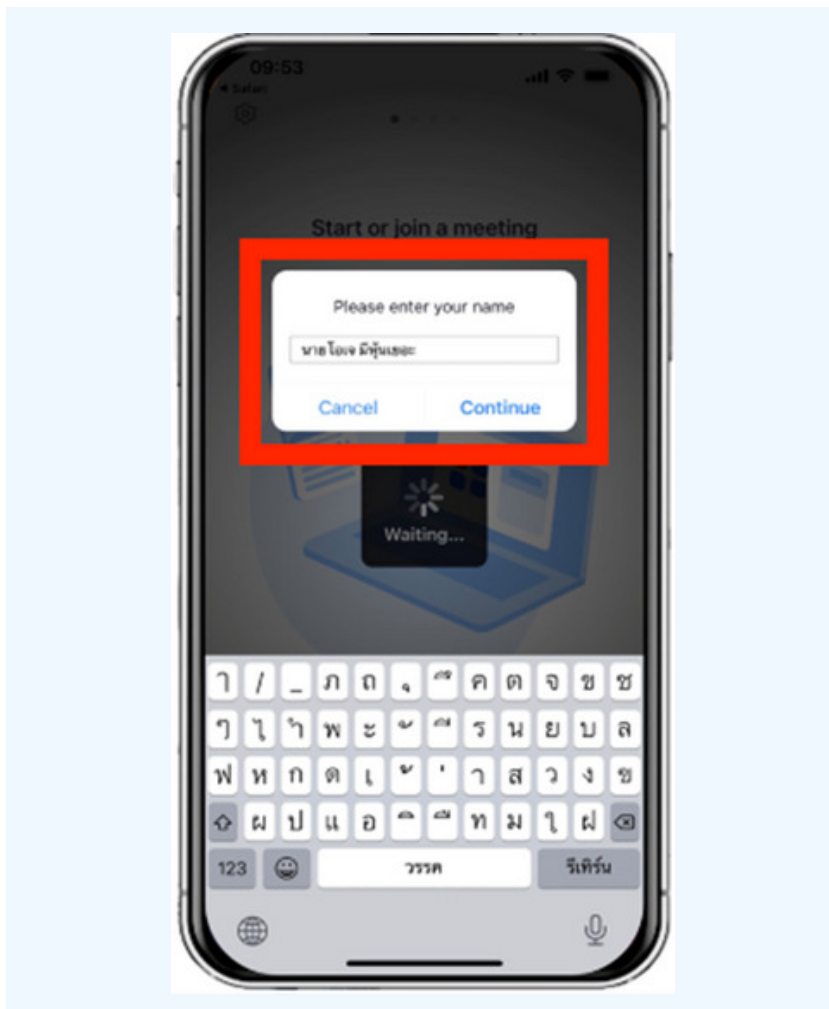 09:53
Safari
Start or join a meeting
Please enter your name
นาย โอเจ มีหุ้นเยอะ
Cancel Continue
Waiting...
ๅ / _ ภ ถ ุ ึ ค ต จ ข ช
ๆ ไ ำ พ ะ ั ี ร น ย บ ล
ฟ ห ก ด เ ้ ่ า ส ว ง ฃ
ผ ป แ อ ิ ื ท ม ใ ฝ
123 วรรค รีเทิร์น